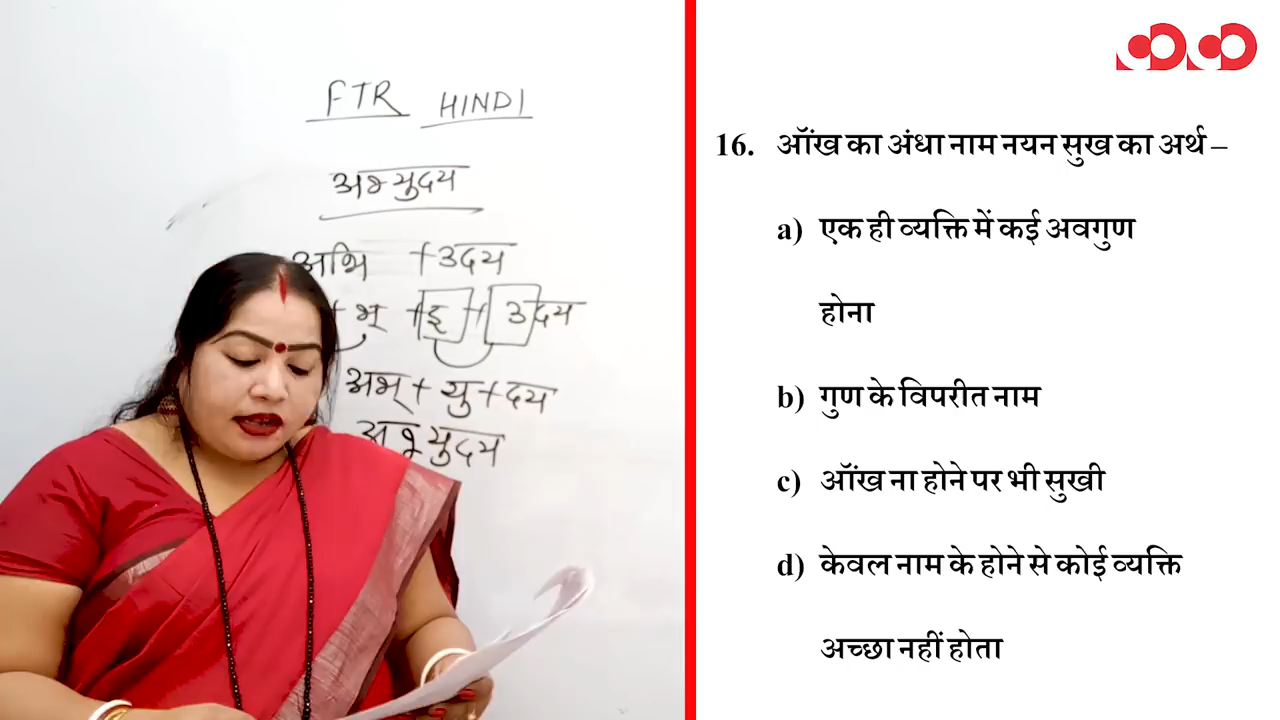 FTR HINDI
अभ्युदय
अभि + उदय
+ भ् + इ + उदय
अभ् + यु + दय
अभ्युदय
16. ऑंख का अंधा नाम नयन सुख का अर्थ –
a) एक ही व्यक्ति में कई अवगुण
होना
b) गुण के विपरीत नाम
c) ऑंख ना होने पर भी सुखी
d) केवल नाम के होने से कोई व्यक्ति
अच्छा नहीं होता